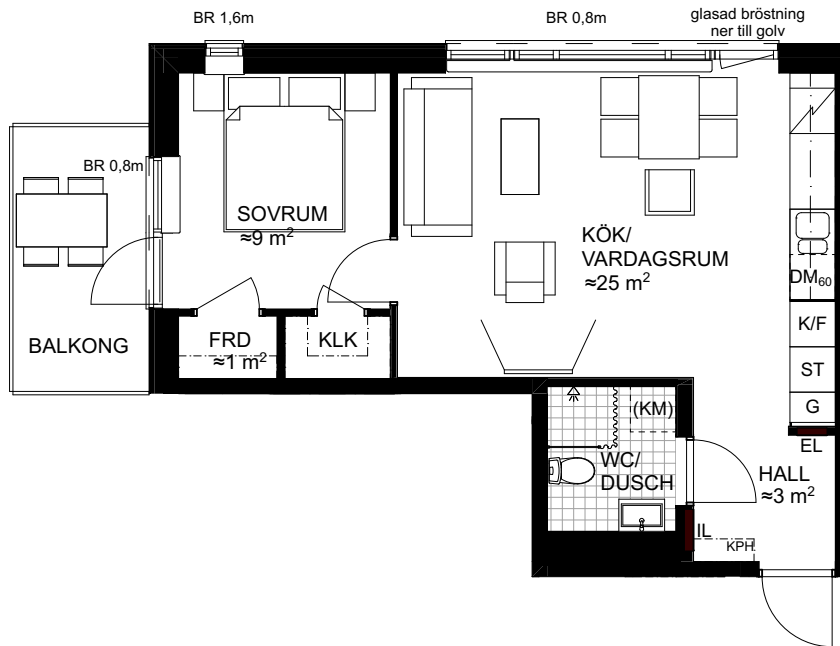 BR 1,6m
BR 0,8m
glasad bröstning
ner till golv
BR 0,8m
SOVRUM
≈9 m²
KÖK/
VARDAGSRUM
≈25 m²
DM₆₀
K/F
ST
G
EL
BALKONG
FRD
≈1 m²
KLK
(KM)
WC/
DUSCH
HALL
≈3 m²
IL
KPH